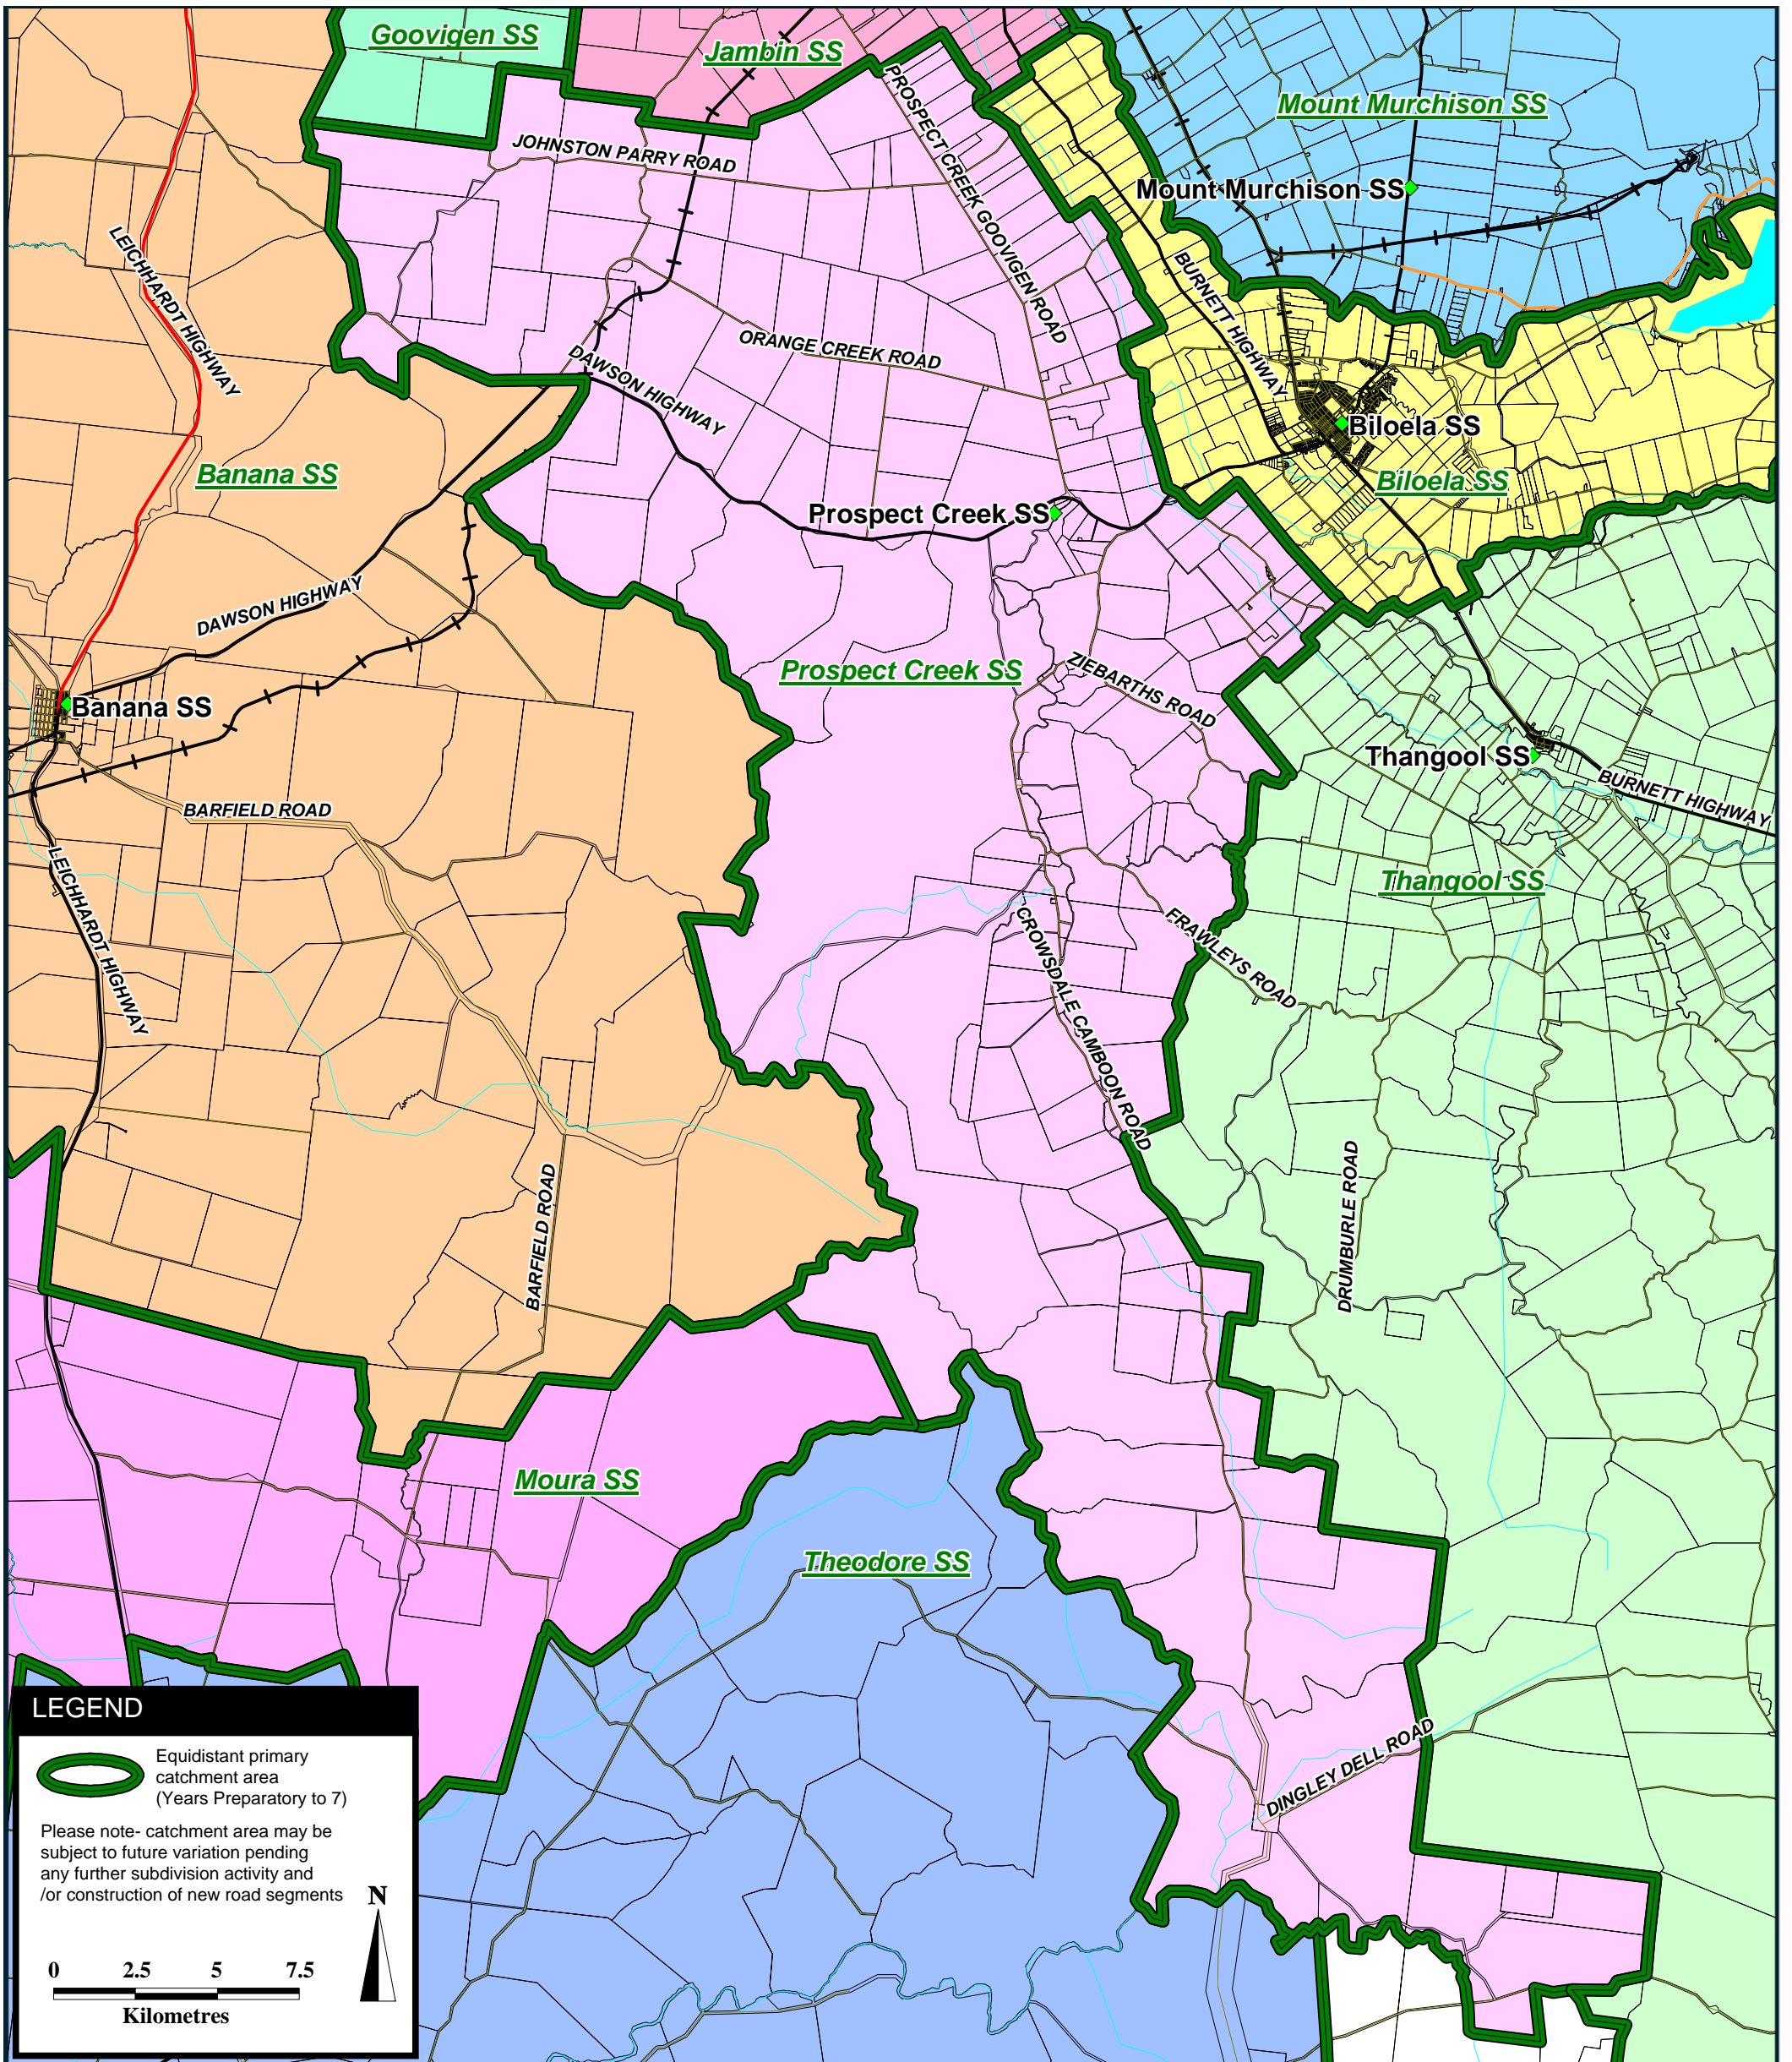 Goovigen SS
Jambin SS
Mount Murchison SS
PROSPECT CREEK GOOVIGEN ROAD
JOHNSTON PARRY ROAD
Mount Murchison SS
LEICHHARDT HIGHWAY
BURNETT HIGHWAY
ORANGE CREEK ROAD
DAWSON HIGHWAY
Biloela SS
Banana SS
Biloela SS
Prospect Creek SS
DAWSON HIGHWAY
Prospect Creek SS
ZIEBARTHS ROAD
Banana SS
Thangool SS
BURNETT HIGHWAY
BARFIELD ROAD
LEICHHARDT HIGHWAY
Thangool SS
FRAWLEYS ROAD
CROWSDALE CAMBOON ROAD
BARFIELD ROAD
DRUMBURLE ROAD
Moura SS
Theodore SS
DINGLEY DELL ROAD
LEGEND
Equidistant primary
catchment area
(Years Preparatory to 7)
Please note- catchment area may be
subject to future variation pending
any further subdivision activity and
/or construction of new road segments
N
0 2.5 5 7.5
Kilometres